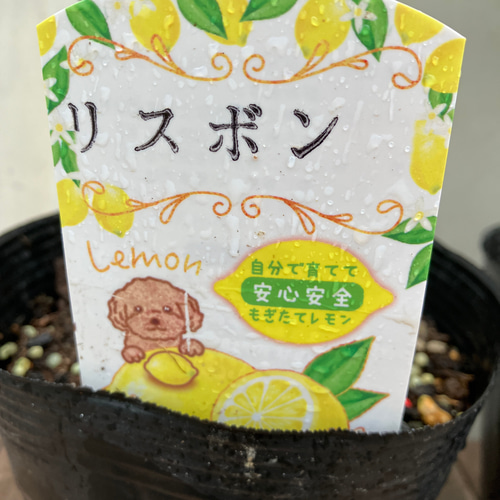 リスボン
Lemon
自分で育てて
安心安全
もぎたてレモン